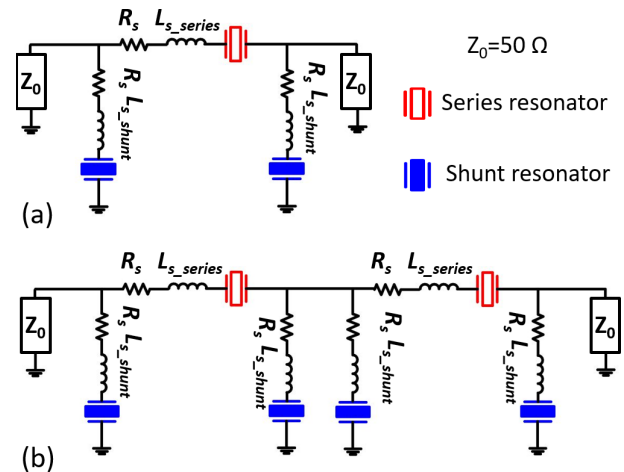 R_s L_s_series
Z_0
R_s L_s_shunt
R_s L_s_shunt
Z_0
Z_0=50 Ω
Series resonator
Shunt resonator
(a)
R_s L_s_series
R_s L_s_series
Z_0
R_s L_s_shunt
R_s L_s_shunt
R_s L_s_shunt
R_s L_s_shunt
Z_0
(b)